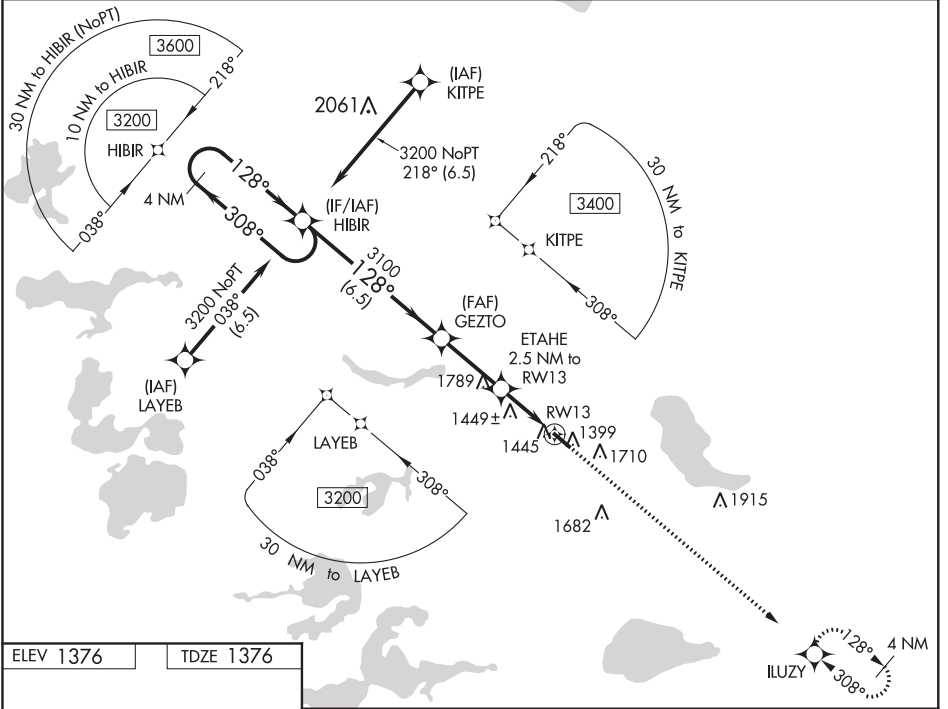 30 NM to HIBIR (NoPT)
3600
10 NM to HIBIR
3200
218°
HIBIR
038°
(IAF)
KITPE
2061
3200 NoPT
218° (6.5)
128°
4 NM
308°
(IF/IAF)
HIBIR
3100
128°
(6.5)
3200 NoPT
038°
(6.5)
(IAF)
LAYEB
218°
30 NM to KITPE
3400
KITPE
308°
(FAF)
GEZTO
ETAHE
2.5 NM to
RW13
1789
1449±
RW13
1445
1399
1710
1915
1682
LAYEB
038°
308°
3200
30 NM to LAYEB
128°
4 NM
ILUZY
308°
ELEV 1376
TDZE 1376